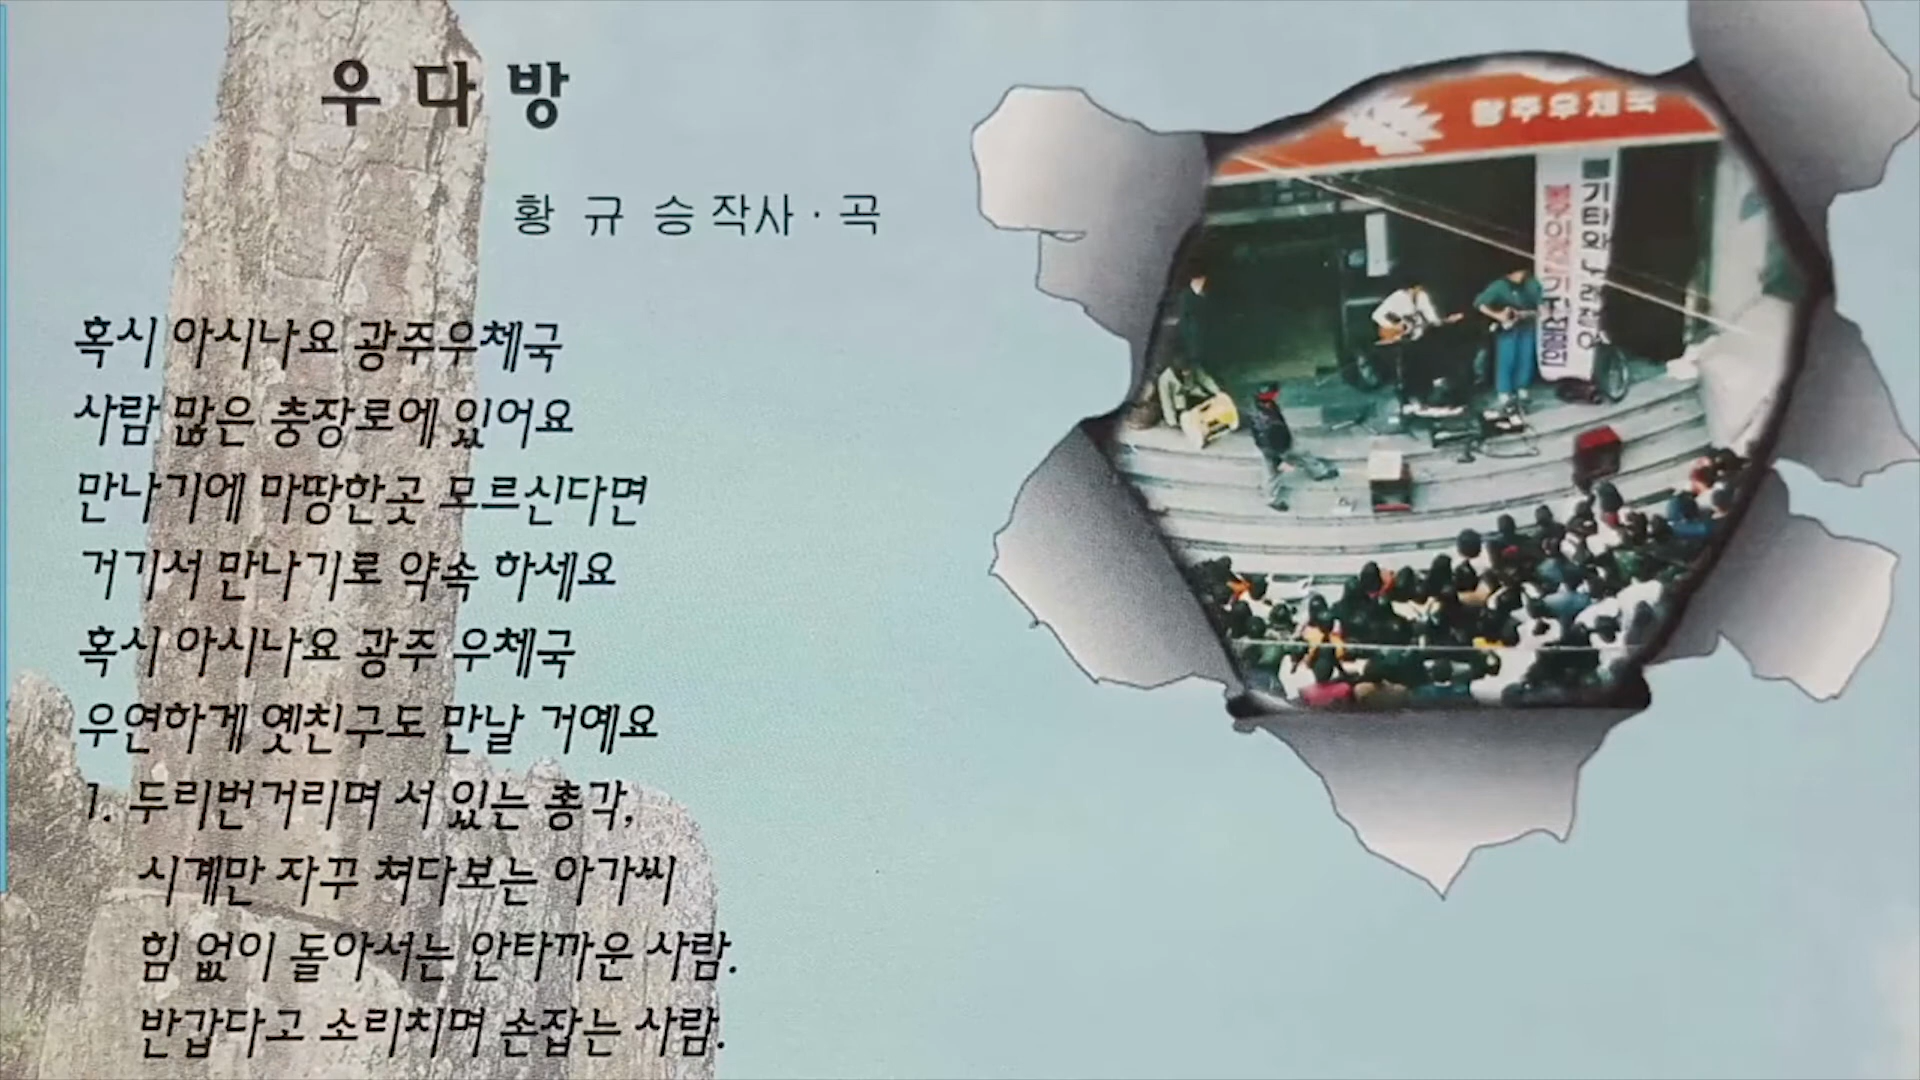 우다방
황 규 승 작사 · 곡
혹시 아시나요 광주우체국
사람 많은 충장로에 있어요
만나기에 마땅한곳 모르신다면
거기서 만나기로 약속 하세요
혹시 아시나요 광주 우체국
우연하게 옛친구도 만날 거예요
1. 두리번거리며 서 있는 총각,
시계만 자꾸 쳐다보는 아가씨
힘 없이 돌아서는 안타까운 사람.
반갑다고 소리치며 손잡는 사람.
광주우체국
기타와 노래